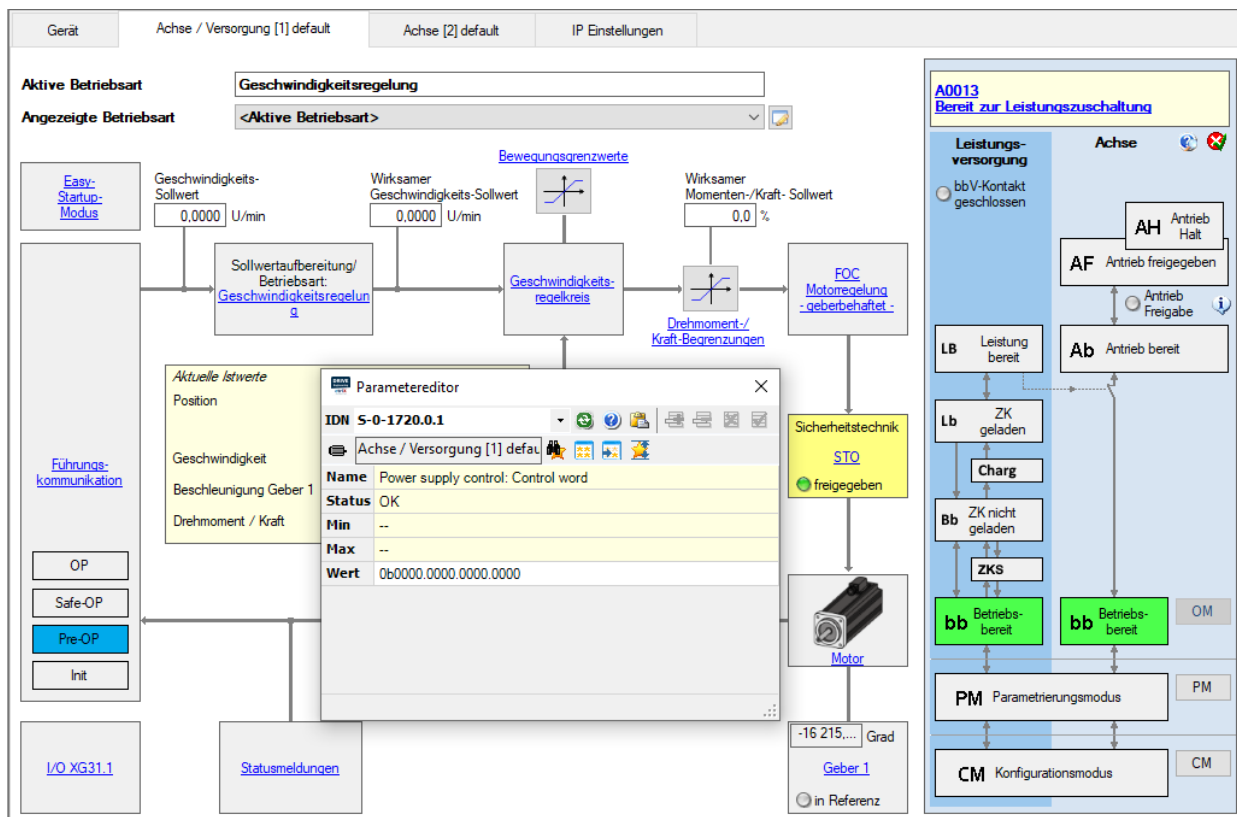 Gerät
Achse / Versorgung [1] default
Achse [2] default
IP Einstellungen
Aktive Betriebsart
Geschwindigkeitsregelung
Angezeigte Betriebsart
<Aktive Betriebsart>
Easy-
Startup-
Modus
Geschwindigkeits-
Sollwert
0,0000 U/min
Wirksamer
Geschwindigkeits-Sollwert
0,0000 U/min
Bewegungsgrenzwerte
Wirksamer
Momenten-/Kraft- Sollwert
0,0 %
Sollwertaufbereitung/
Betriebsart:
Geschwindigkeitsregelun
g
Geschwindigkeits-
regelkreis
Drehmoment-/
Kraft-Begrenzungen
FOC
Motorregelung
- geberbehaftet -
Führungs-
kommunikation
OP
Safe-OP
Pre-OP
Init
Aktuelle Istwerte
Position
Geschwindigkeit
Beschleunigung Geber 1
Drehmoment / Kraft
Parametereditor
IDN S-0-1720.0.1
Achse / Versorgung [1] defau
Name Power supply control: Control word
Status OK
Min --
Max --
Wert 0b0000.0000.0000.0000
Sicherheitstechnik
STO
freigegeben
Motor
I/O XG31.1
Statusmeldungen
-16 215,... Grad
Geber 1
in Referenz
A0013
Bereit zur Leistungszuschaltung
Leistungs-
versorgung
Achse
bbV-Kontakt
geschlossen
AH Antrieb
Halt
AF Antrieb freigegeben
Antrieb
Freigabe
LB Leistung
bereit
Ab Antrieb bereit
Lb ZK
geladen
Charg
Bb ZK nicht
geladen
ZKS
bb Betriebs-
bereit
bb Betriebs-
bereit
OM
PM Parametrierungsmodus
PM
CM Konfigurationsmodus
CM